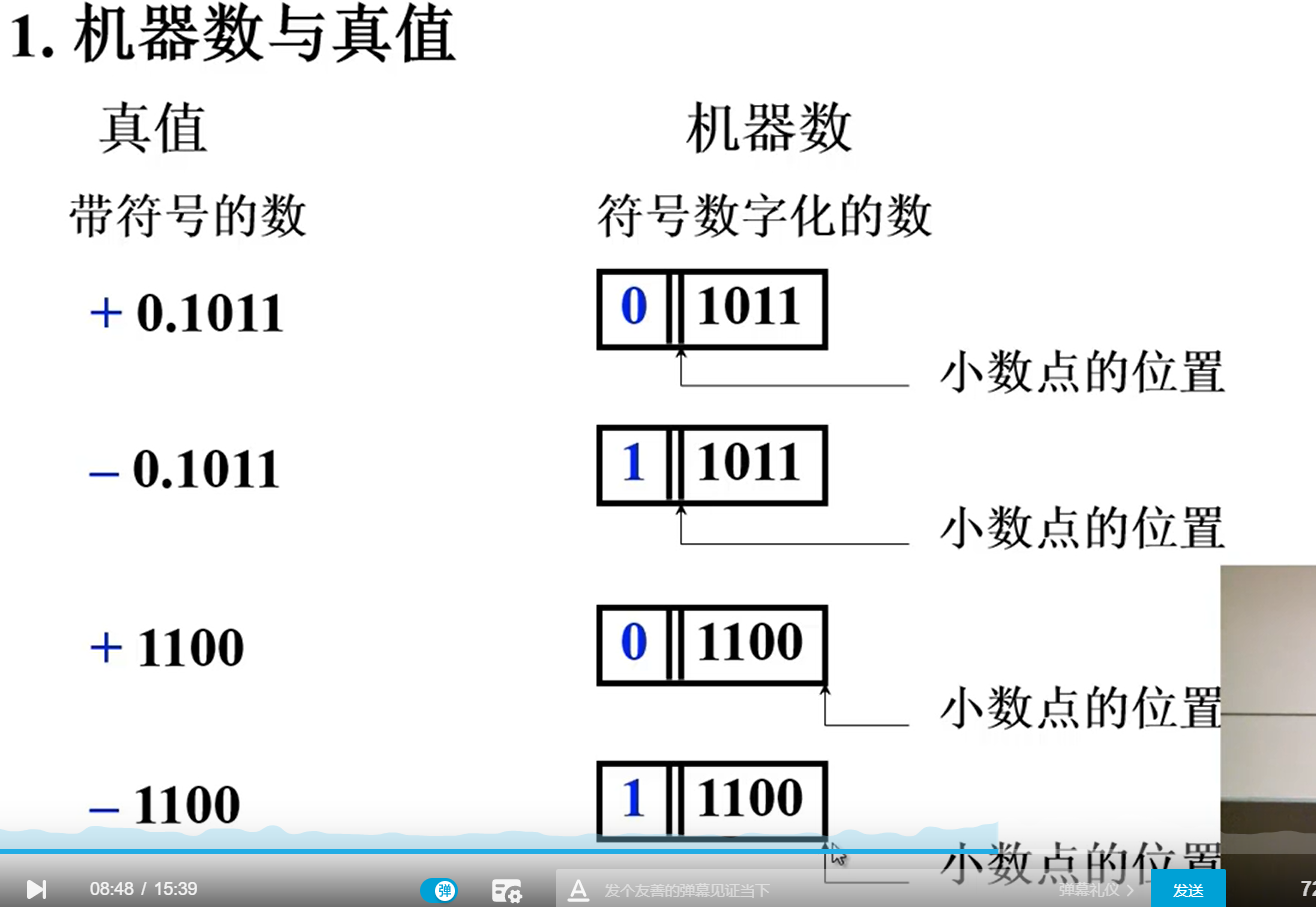 1. 机器数与真值
真值 机器数
带符号的数 符号数字化的数
+ 0.1011 0 1011
小数点的位置
– 0.1011 1 1011
小数点的位置
+ 1100 0 1100
小数点的位置
– 1100 1 1100
小数点的位置
08:48 / 15:39 弹 A 发个友善的弹幕见证当下 弹幕礼仪 > 发送 72